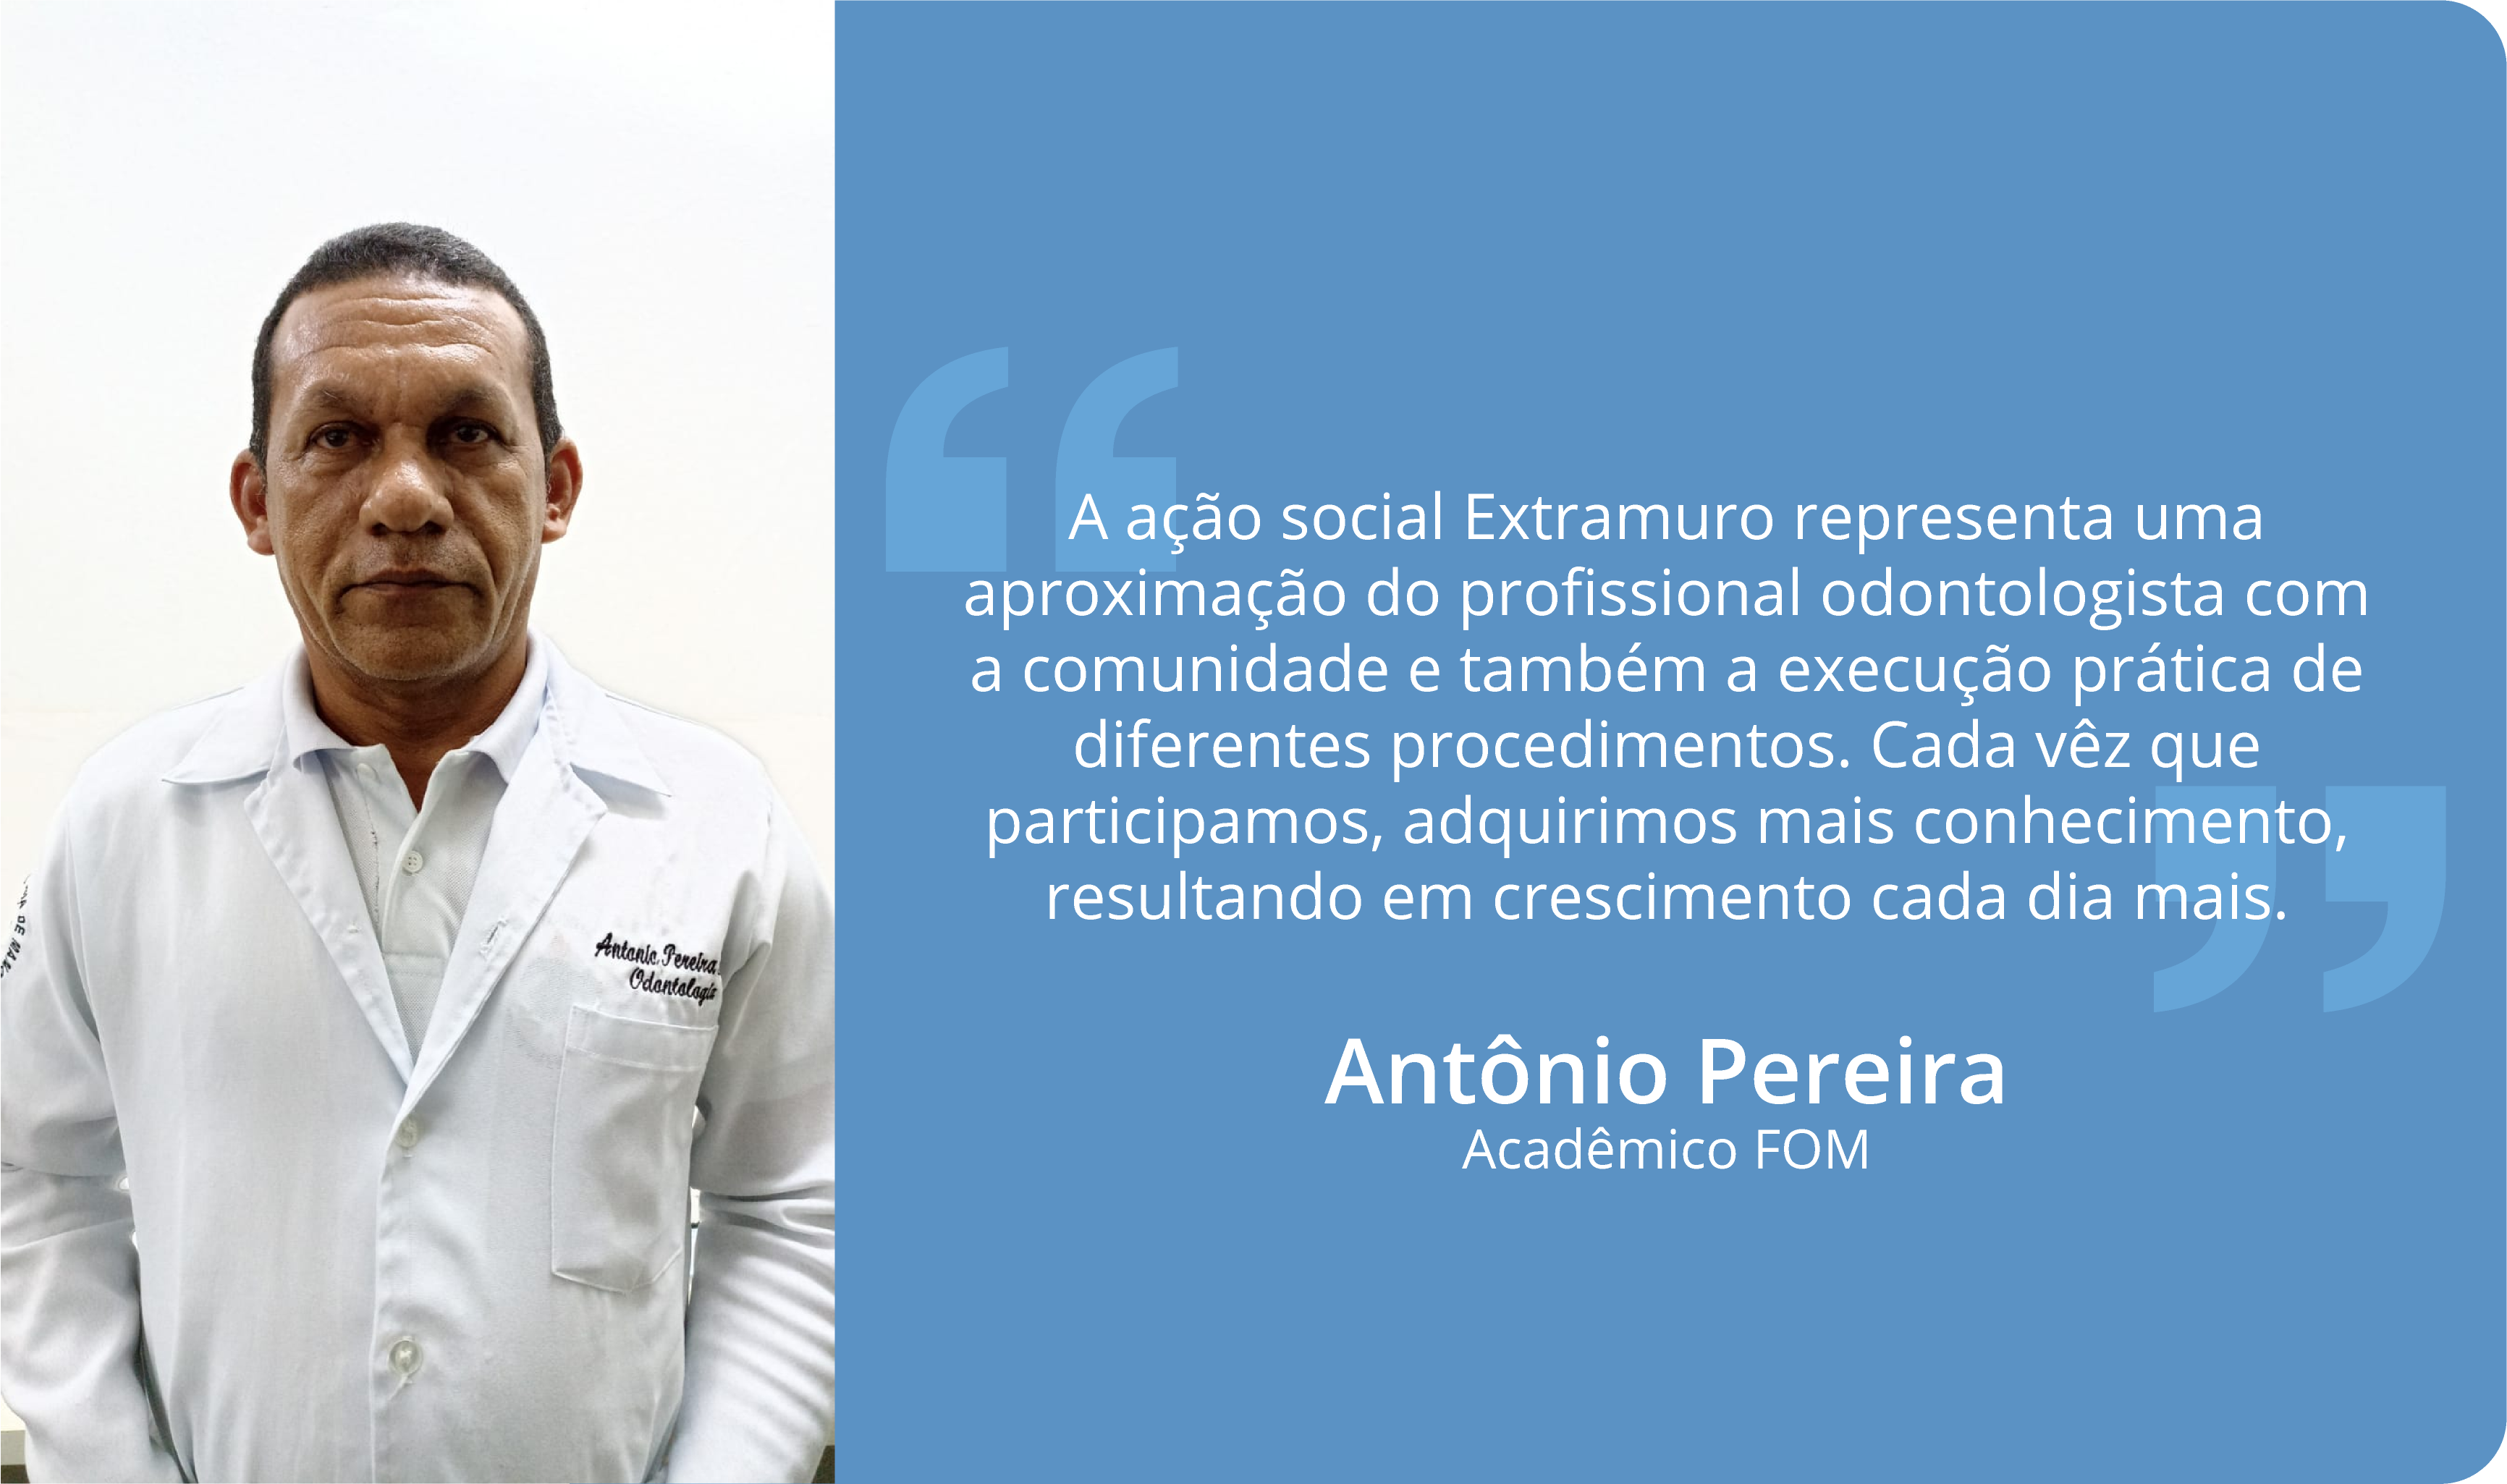 A ação social Extramuro representa uma
aproximação do profissional odontologista com
a comunidade e também a execução prática de
diferentes procedimentos. Cada vêz que
participamos, adquirimos mais conhecimento,
resultando em crescimento cada dia mais.
Antônio Pereira
Acadêmico FOM
Antonio Pereira
Odontologia
DE